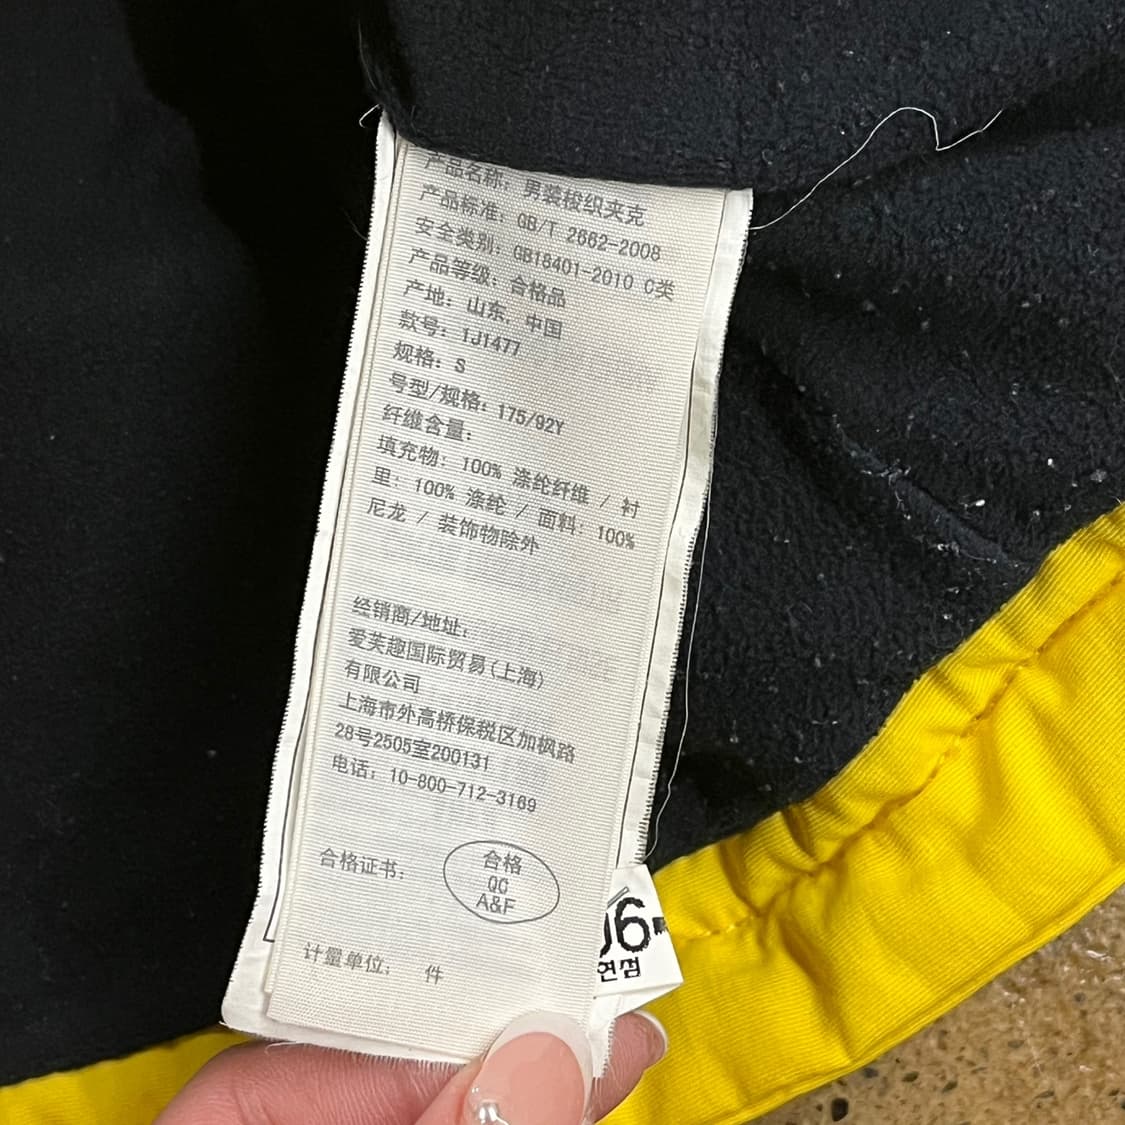 产品名称: 男装梭织夹克
产品标准: QB/T 2662-2008
安全类别: GB18401-2010 C类
产品等级: 合格品
产地: 山东, 中国
款号: 1J1477
规格: S
号型/规格: 175/92Y
纤维含量:
填充物: 100% 涤纶纤维 / 衬
里: 100% 涤纶 / 面料: 100%
尼龙 / 装饰物除外
经销商/地址:
爱芙趣国际贸易(上海)
有限公司
上海市外高桥保税区加枫路
28号2505室200131
电话: 10-800-712-3169
合格证书:
合格
QC
A&F
计量单位: 件
06
연점